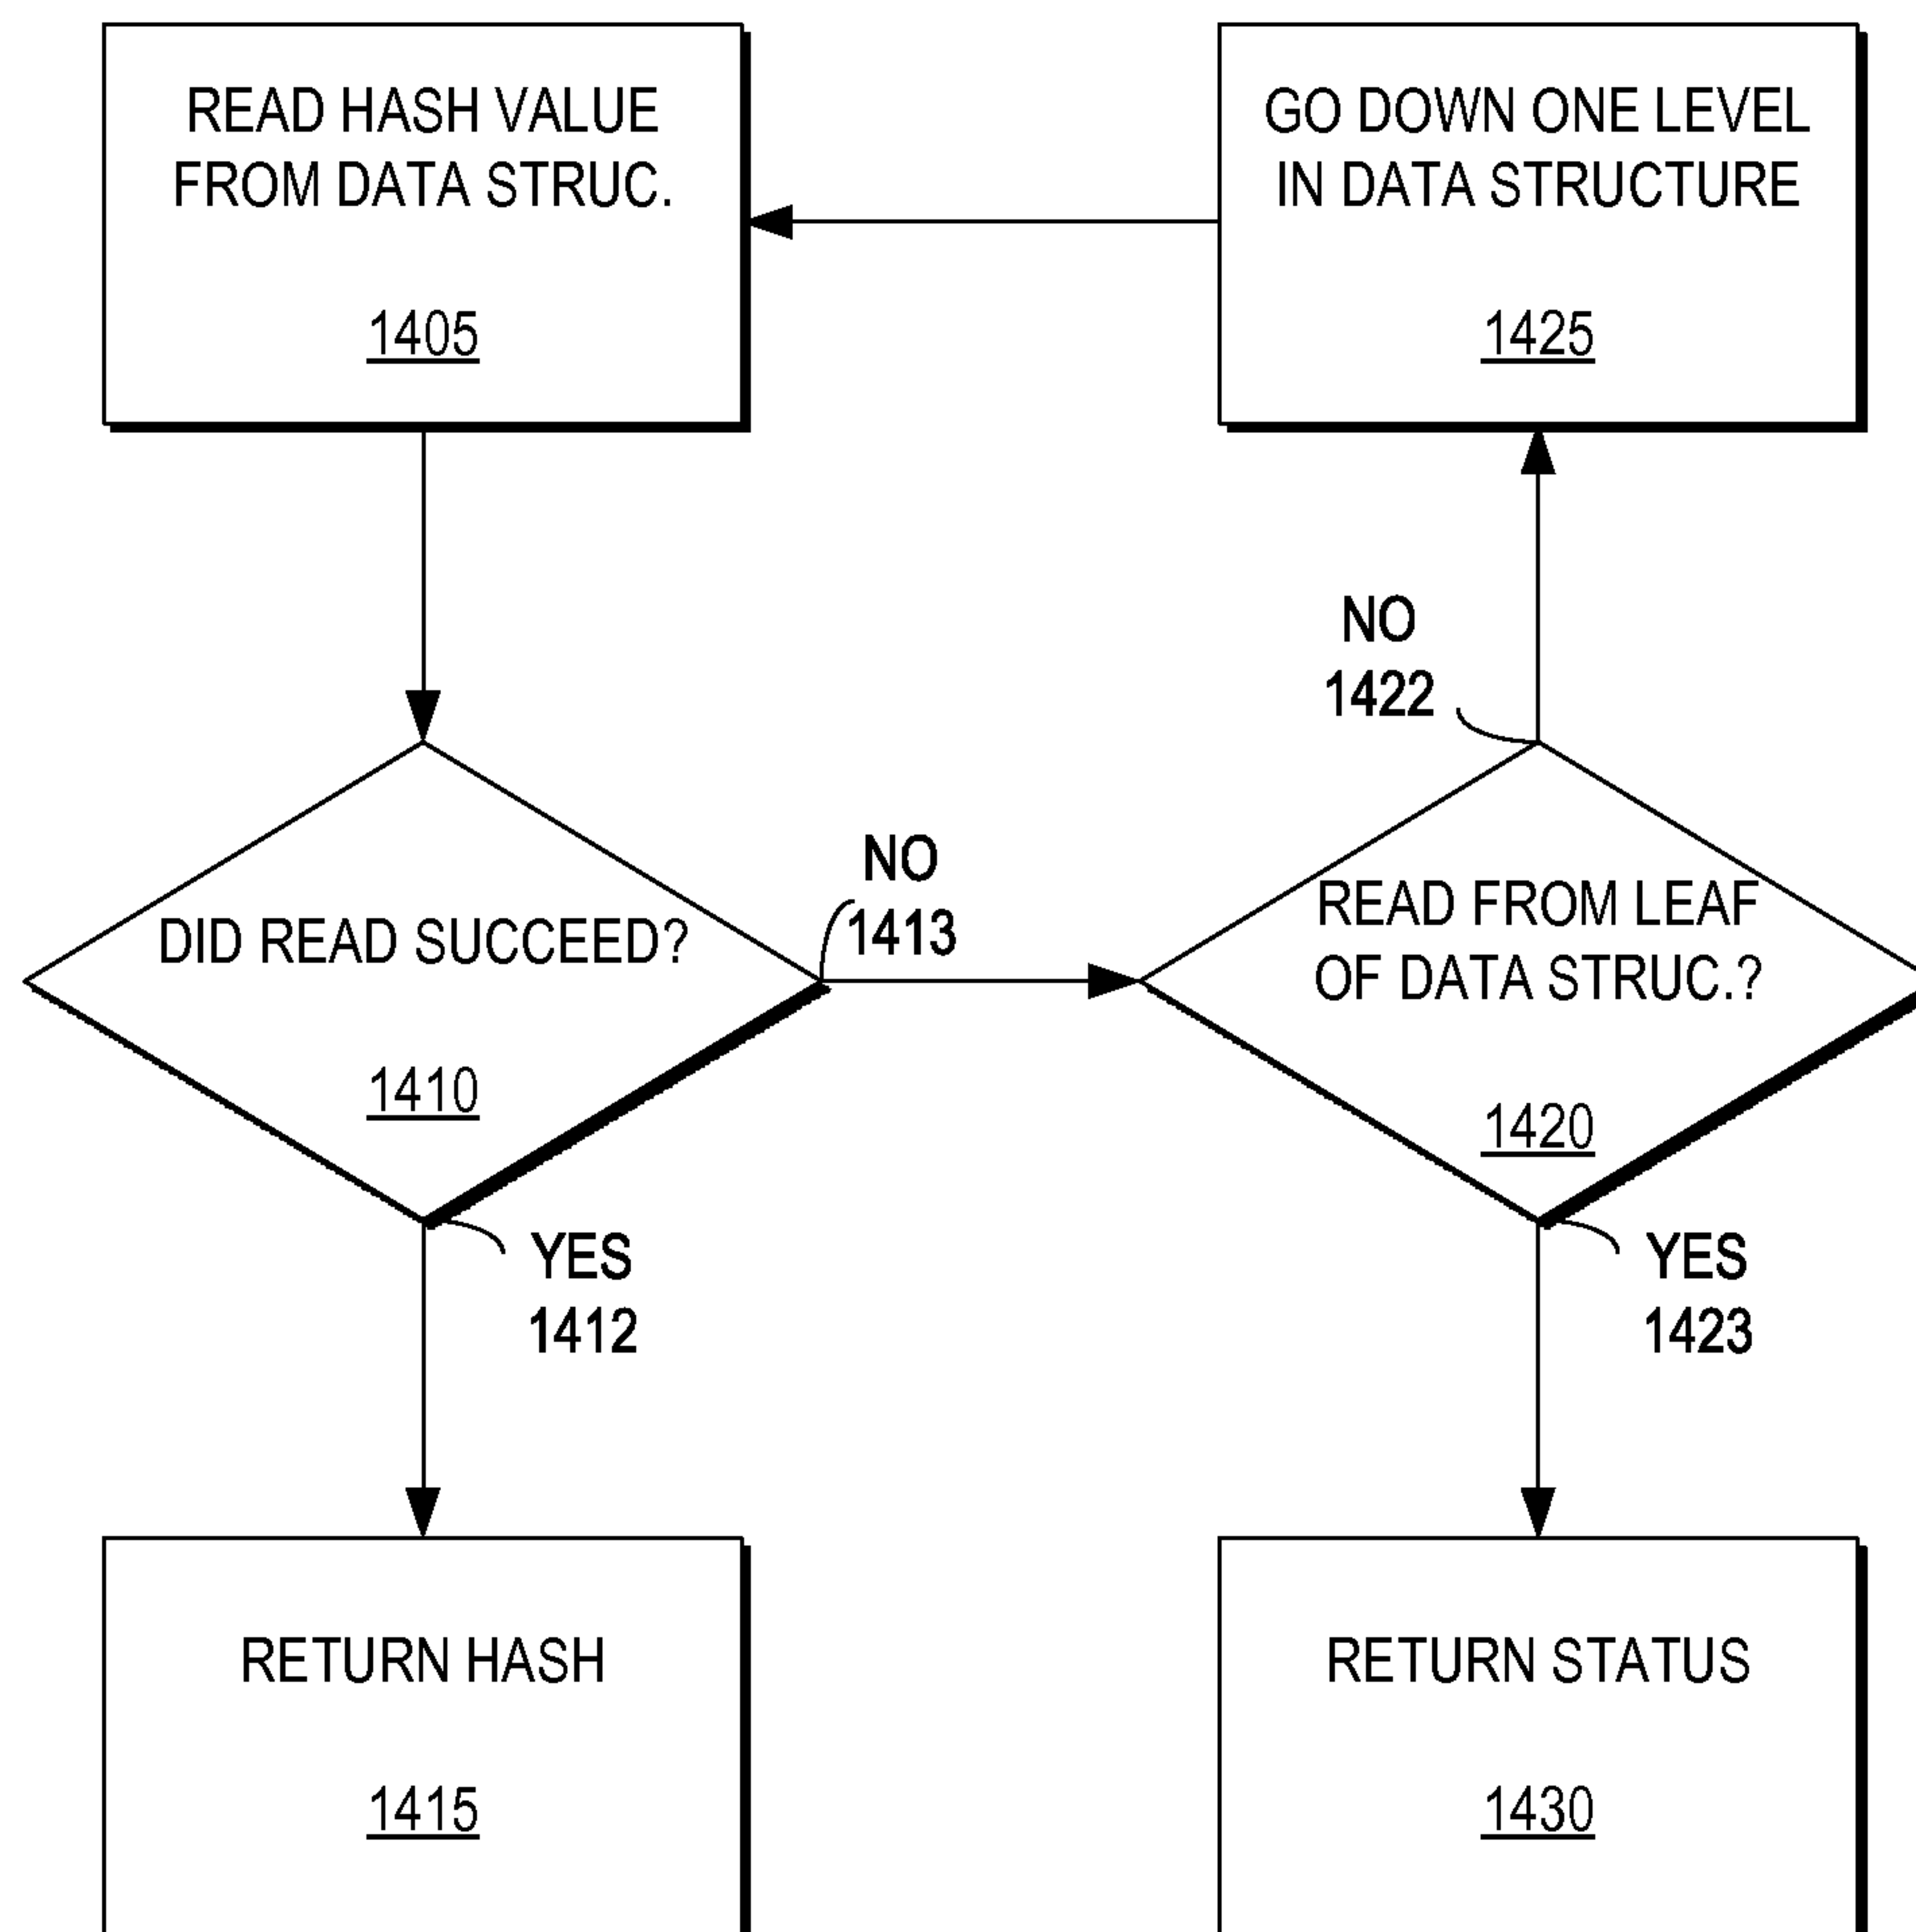 READ HASH VALUE
FROM DATA STRUC.
1405
GO DOWN ONE LEVEL
IN DATA STRUCTURE
1425
NO
1422
DID READ SUCCEED?
1410
NO
1413
READ FROM LEAF
OF DATA STRUC.?
1420
YES
1412
YES
1423
RETURN HASH
1415
RETURN STATUS
1430